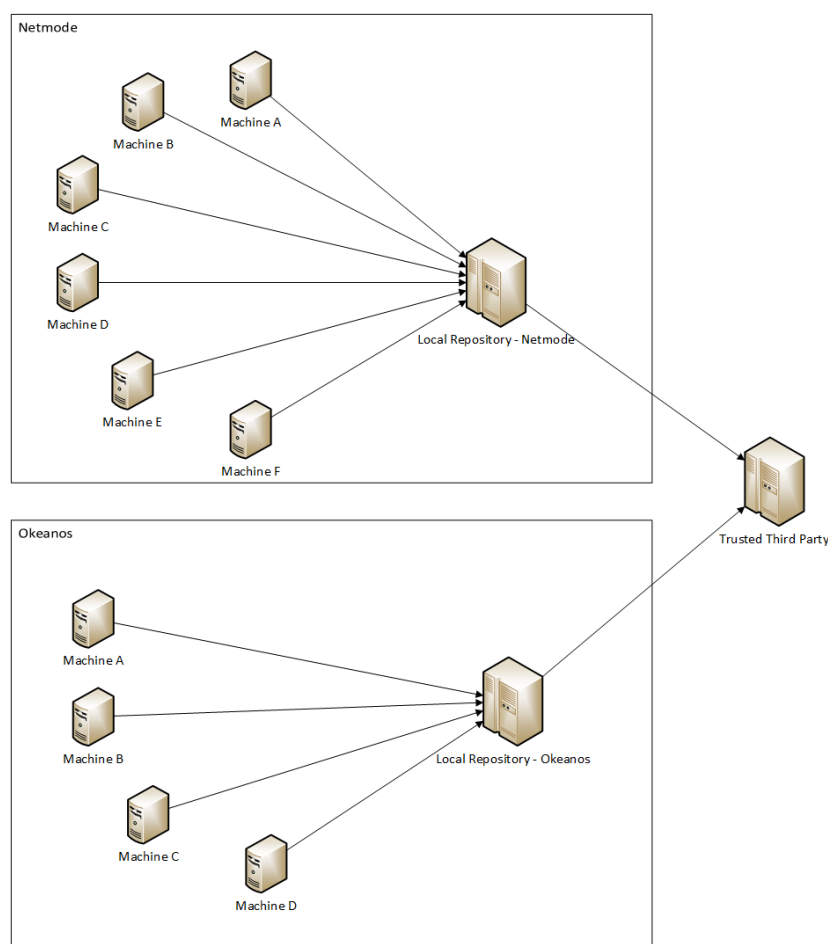 Netmode
Machine A
Machine B
Machine C
Machine D
Machine E
Machine F
Local Repository - Netmode
Trusted Third Party
Okeanos
Machine A
Machine B
Machine C
Machine D
Local Repository - Okeanos